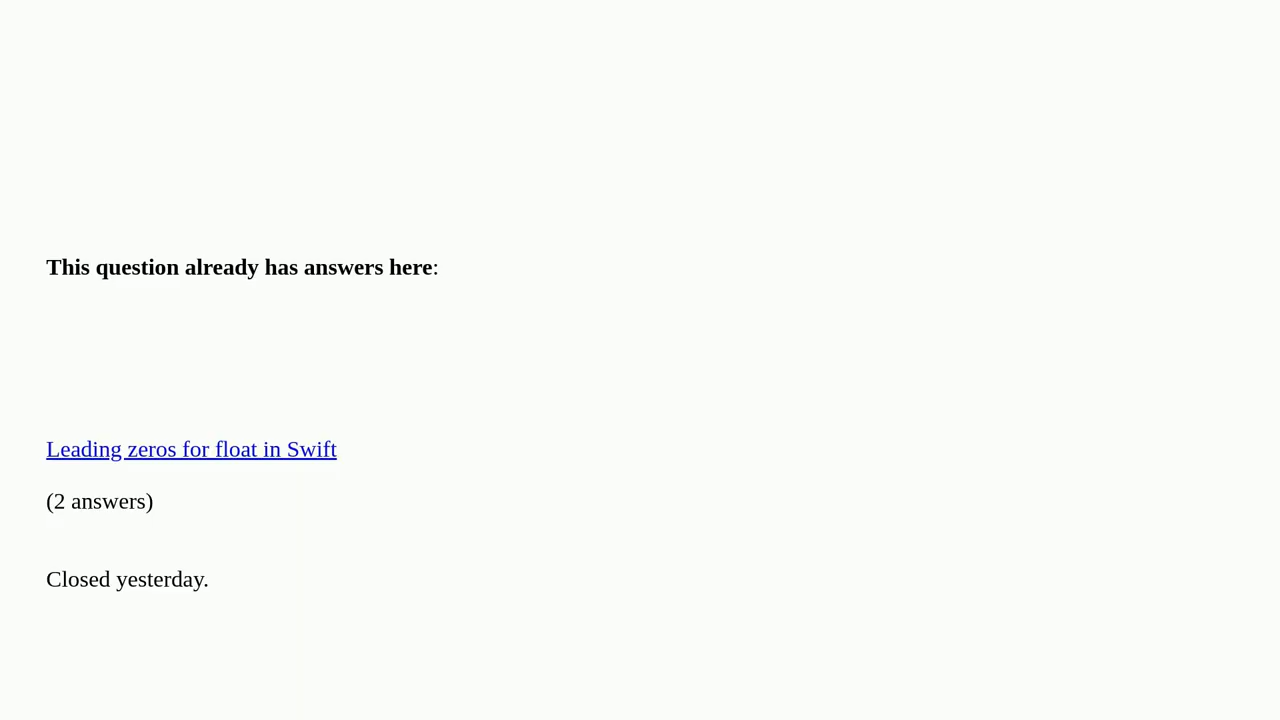 This question already has answers here:
Leading zeros for float in Swift
(2 answers)
Closed yesterday.